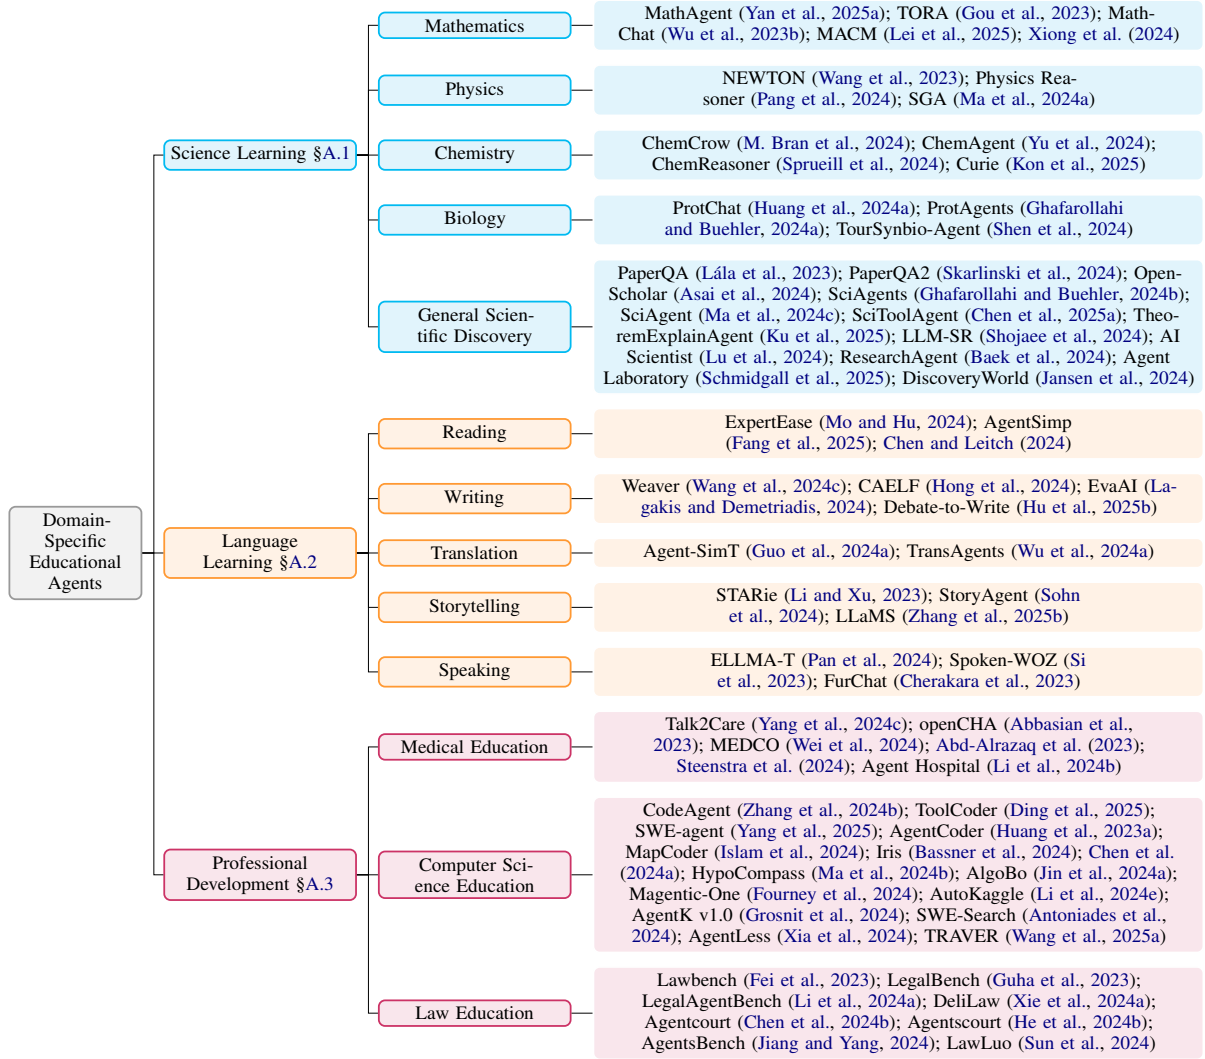 Domain-
Specific
Educational
Agents
Science Learning §A.1
Mathematics
MathAgent (Yan et al., 2025a); TORA (Gou et al., 2023); Math-
Chat (Wu et al., 2023b); MACM (Lei et al., 2025); Xiong et al. (2024)
Physics
NEWTON (Wang et al., 2023); Physics Rea-
soner (Pang et al., 2024); SGA (Ma et al., 2024a)
Chemistry
ChemCrow (M. Bran et al., 2024); ChemAgent (Yu et al., 2024);
ChemReasoner (Sprueill et al., 2024); Curie (Kon et al., 2025)
Biology
ProtChat (Huang et al., 2024a); ProtAgents (Ghafarollahi
and Buehler, 2024a); TourSynbio-Agent (Shen et al., 2024)
General Scien-
tific Discovery
PaperQA (Lála et al., 2023); PaperQA2 (Skarlinski et al., 2024); Open-
Scholar (Asai et al., 2024); SciAgents (Ghafarollahi and Buehler, 2024b);
SciAgent (Ma et al., 2024c); SciToolAgent (Chen et al., 2025a); Theo-
remExplainAgent (Ku et al., 2025); LLM-SR (Shojaee et al., 2024); AI
Scientist (Lu et al., 2024); ResearchAgent (Baek et al., 2024); Agent
Laboratory (Schmidgall et al., 2025); DiscoveryWorld (Jansen et al., 2024)
Language
Learning §A.2
Reading
ExpertEase (Mo and Hu, 2024); AgentSimp
(Fang et al., 2025); Chen and Leitch (2024)
Writing
Weaver (Wang et al., 2024c); CAELF (Hong et al., 2024); EvaAI (La-
gakis and Demetriadis, 2024); Debate-to-Write (Hu et al., 2025b)
Translation
Agent-SimT (Guo et al., 2024a); TransAgents (Wu et al., 2024a)
Storytelling
STARie (Li and Xu, 2023); StoryAgent (Sohn
et al., 2024); LLaMS (Zhang et al., 2025b)
Speaking
ELLMA-T (Pan et al., 2024); Spoken-WOZ (Si
et al., 2023); FurChat (Cherakara et al., 2023)
Professional
Development §A.3
Medical Education
Talk2Care (Yang et al., 2024c); openCHA (Abbasian et al.,
2023); MEDCO (Wei et al., 2024); Abd-Alrazaq et al. (2023);
Steenstra et al. (2024); Agent Hospital (Li et al., 2024b)
Computer Sci-
ence Education
CodeAgent (Zhang et al., 2024b); ToolCoder (Ding et al., 2025);
SWE-agent (Yang et al., 2025); AgentCoder (Huang et al., 2023a);
MapCoder (Islam et al., 2024); Iris (Bassner et al., 2024); Chen et al.
(2024a); HypoCompass (Ma et al., 2024b); AlgoBo (Jin et al., 2024a);
Magentic-One (Fourney et al., 2024); AutoKaggle (Li et al., 2024e);
AgentK v1.0 (Grosnit et al., 2024); SWE-Search (Antoniades et al.,
2024); AgentLess (Xia et al., 2024); TRAVER (Wang et al., 2025a)
Law Education
Lawbench (Fei et al., 2023); LegalBench (Guha et al., 2023);
LegalAgentBench (Li et al., 2024a); DeliLaw (Xie et al., 2024a);
Agentcourt (Chen et al., 2024b); Agentscourt (He et al., 2024b);
AgentsBench (Jiang and Yang, 2024); LawLuo (Sun et al., 2024)